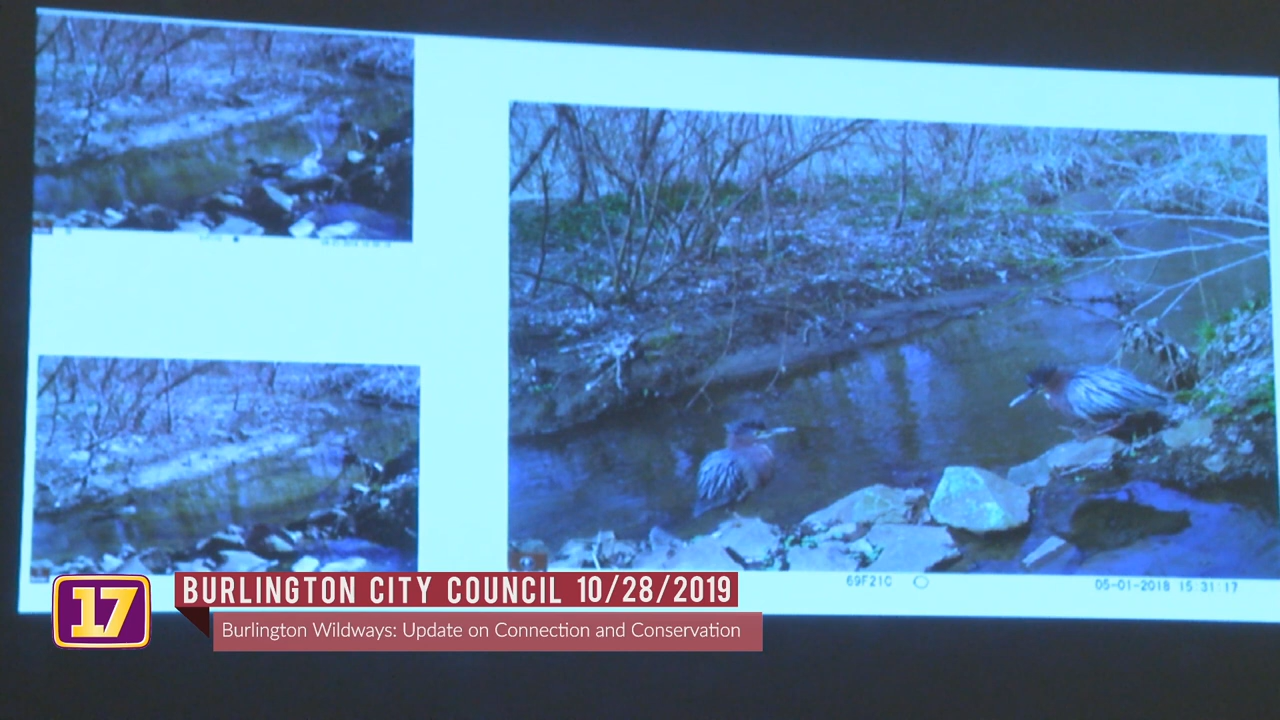 69F21C
05-01-2018 15:31:17
17
BURLINGTON CITY COUNCIL 10/28/2019
Burlington Wildways: Update on Connection and Conservation